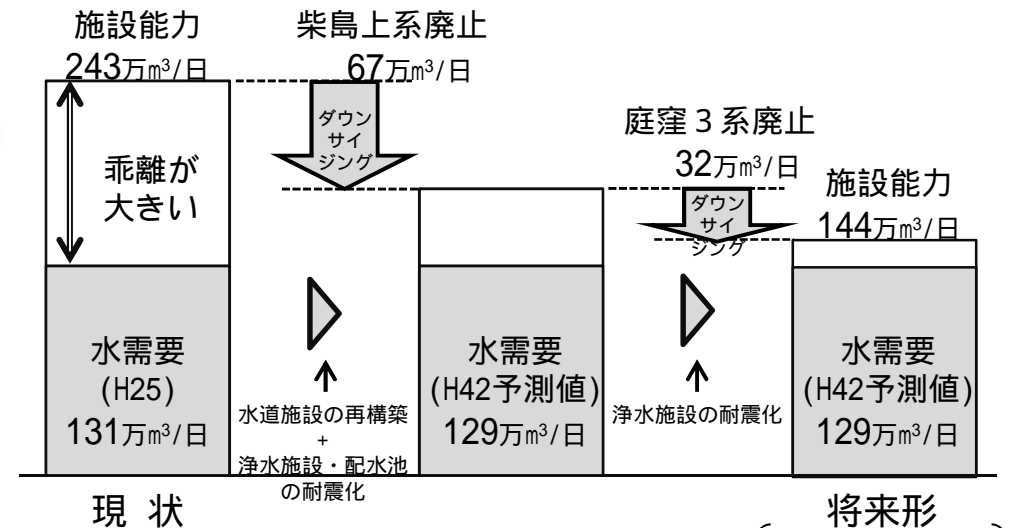 施設能力
243万m³/日
柴島上系廃止
67万m³/日
ダウン
サイ
ジング
乖離が
大きい
水需要
(H25)
131万m³/日
水道施設の再構築
+
浄水施設・配水池
の耐震化
水需要
(H42予測値)
129万m³/日
庭窪3系廃止
32万m³/日
ダウン
サイ
ジング
浄水施設の耐震化
施設能力
144万m³/日
水需要
(H42予測値)
129万m³/日
現 状
将来形